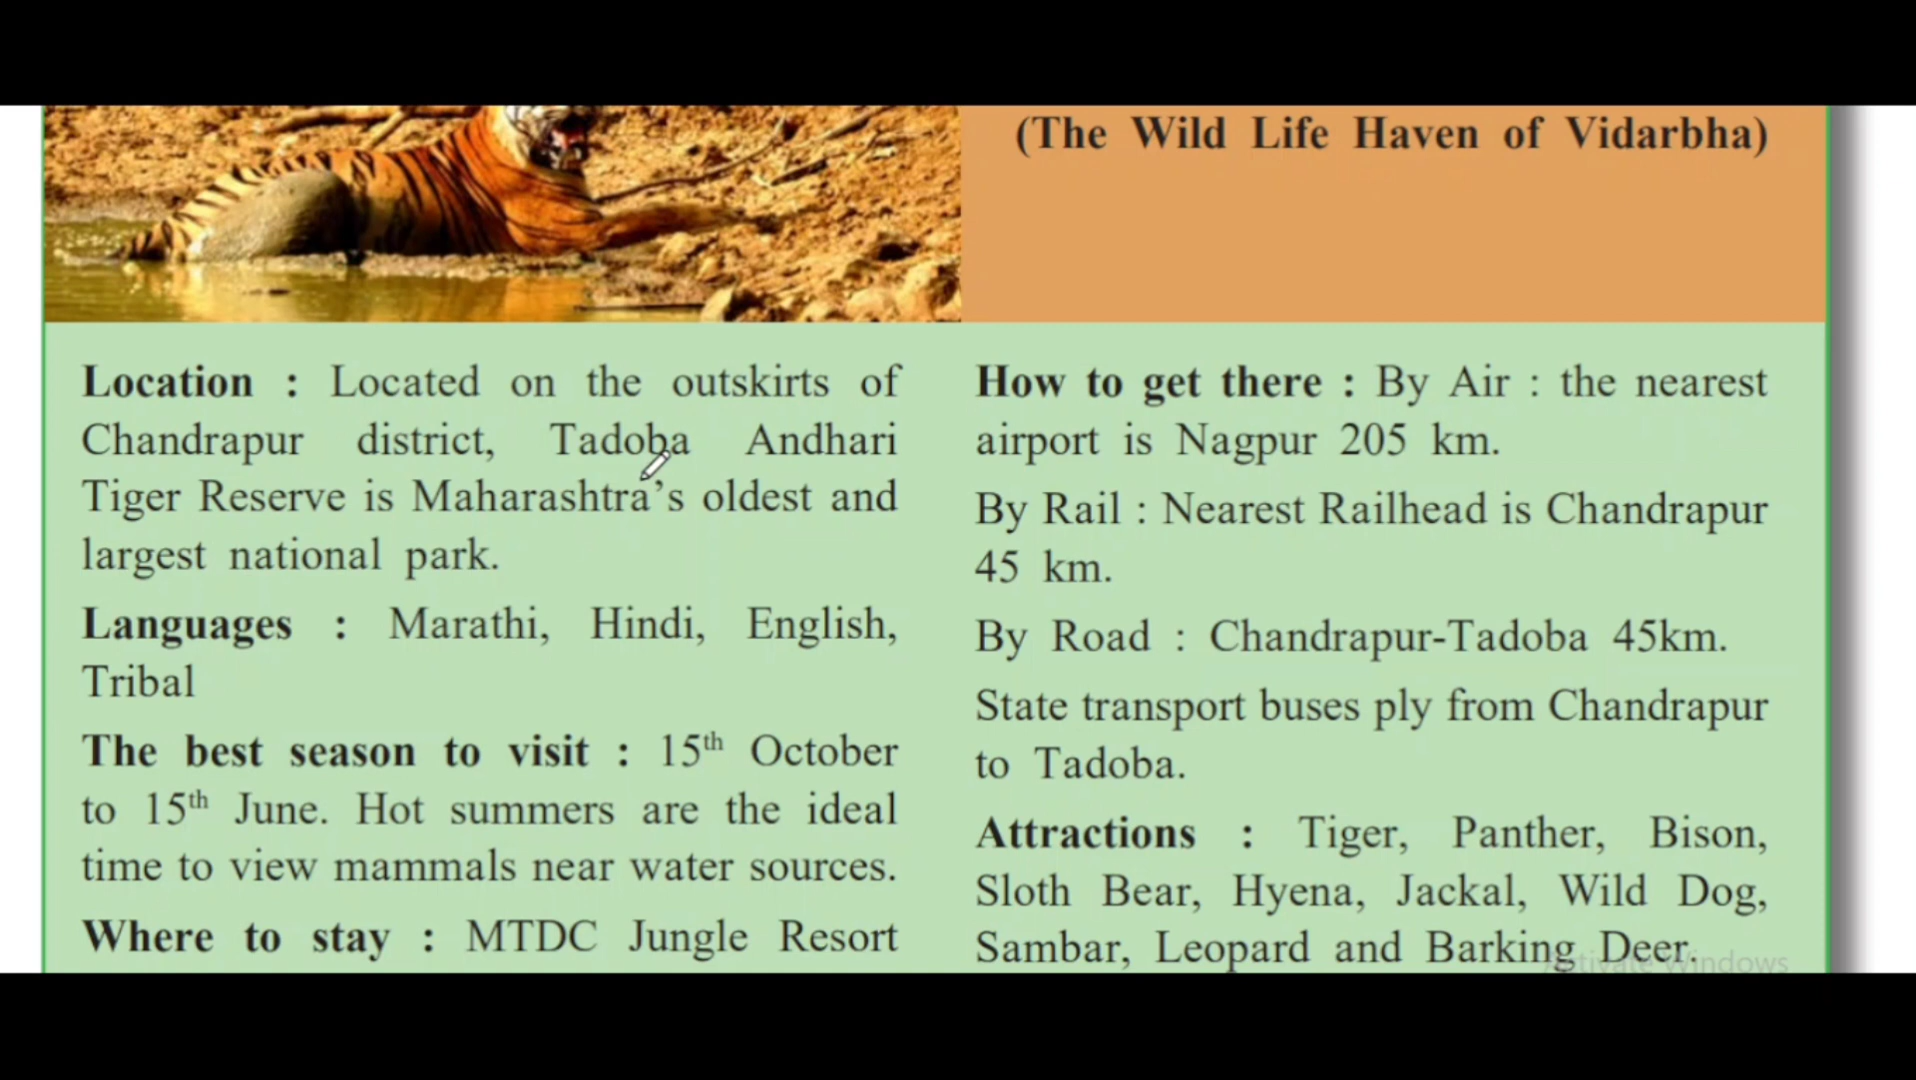 (The Wild Life Haven of Vidarbha)
Location : Located on the outskirts of
Chandrapur district, Tadoba Andhari
Tiger Reserve is Maharashtra’s oldest and
largest national park.
Languages : Marathi, Hindi, English,
Tribal
The best season to visit : 15th October
to 15th June. Hot summers are the ideal
time to view mammals near water sources.
Where to stay : MTDC Jungle Resort
How to get there : By Air : the nearest
airport is Nagpur 205 km.
By Rail : Nearest Railhead is Chandrapur
45 km.
By Road : Chandrapur-Tadoba 45km.
State transport buses ply from Chandrapur
to Tadoba.
Attractions : Tiger, Panther, Bison,
Sloth Bear, Hyena, Jackal, Wild Dog,
Sambar, Leopard and Barking Deer.
Activate Windows